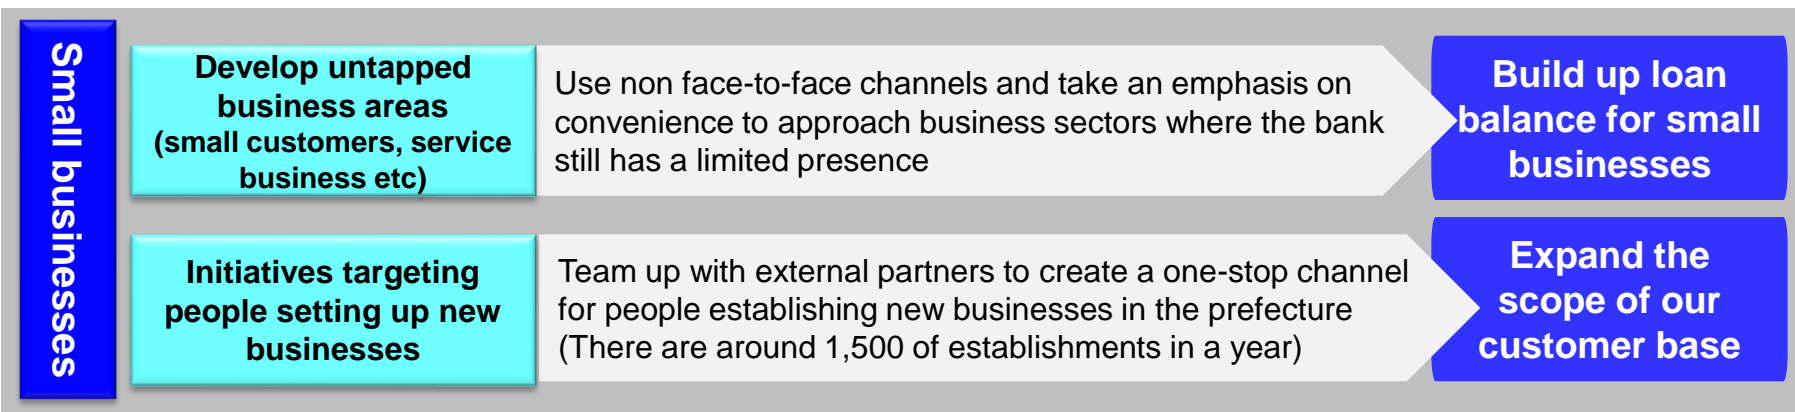 Small businesses
Develop untapped
business areas
(small customers, service
business etc)
Use non face-to-face channels and take an emphasis on
convenience to approach business sectors where the bank
still has a limited presence
Build up loan
balance for small
businesses
Initiatives targeting
people setting up new
businesses
Team up with external partners to create a one-stop channel
for people establishing new businesses in the prefecture
(There are around 1,500 of establishments in a year)
Expand the
scope of our
customer base